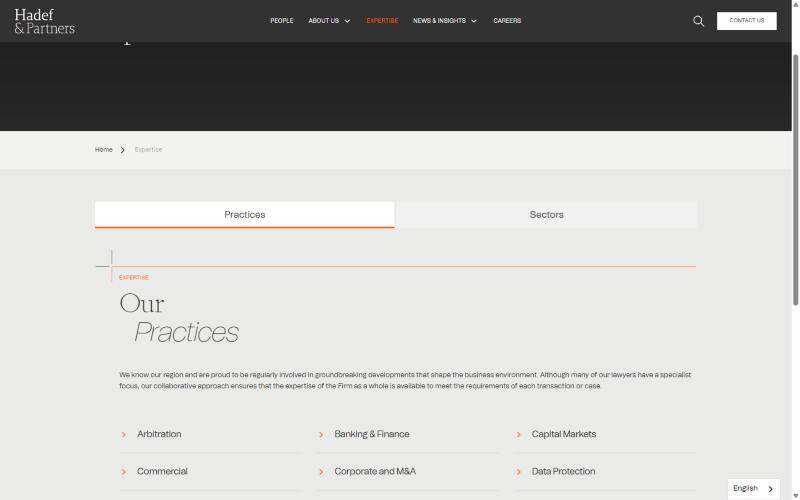 Hadef
& Partners
PEOPLE
ABOUT US
EXPERTISE
NEWS & INSIGHTS
CAREERS
CONTACT US
Home
Expertise
Practices
Sectors
EXPERTISE
Our
Practices
We know our region and are proud to be regularly involved in groundbreaking developments that shape the business environment. Although many of our lawyers have a specialist
focus, our collaborative approach ensures that the expertise of the Firm as a whole is available to meet the requirements of each transaction or case.
Arbitration
Banking & Finance
Capital Markets
Commercial
Corporate and M&A
Data Protection
English